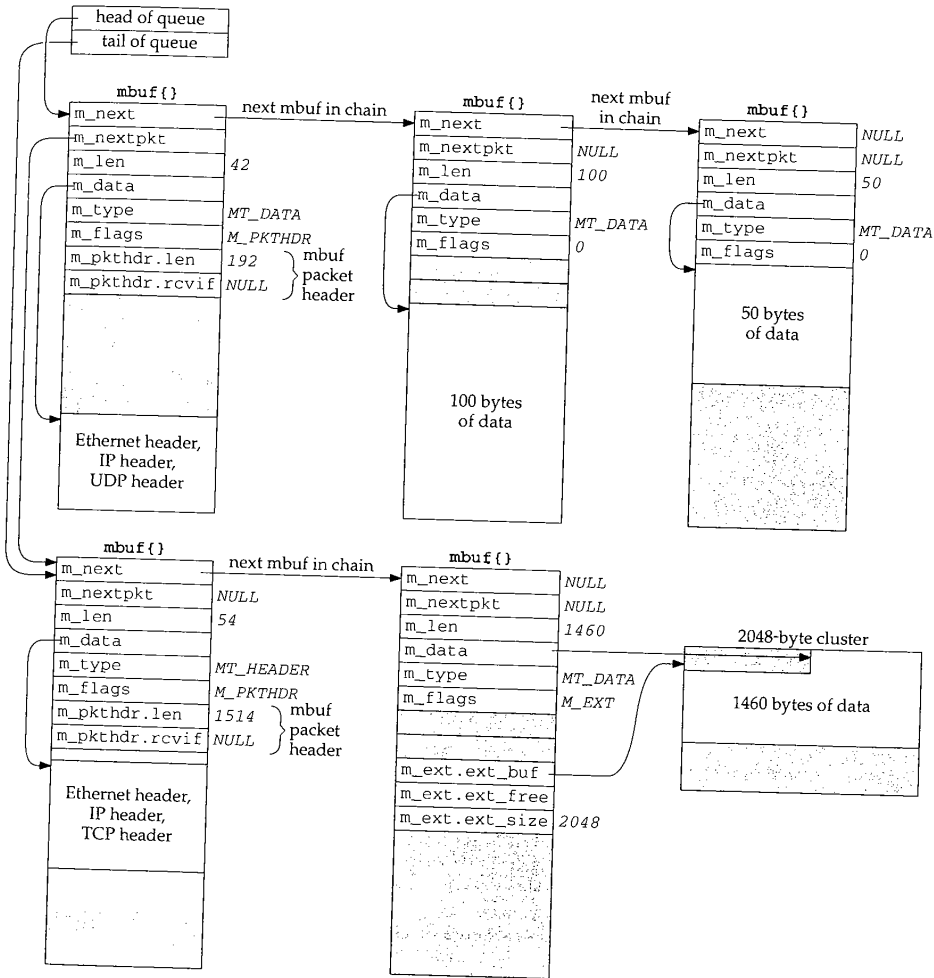 head of queue
tail of queue
mbuf{}
m_next
m_nextpkt
m_len 42
m_data
m_type MT_DATA
m_flags M_PKTHDR
m_pkthdr.len 192
m_pkthdr.rcvif NULL
mbuf
packet
header
Ethernet header,
IP header,
UDP header
next mbuf in chain
mbuf{}
m_next
m_nextpkt NULL
m_len 100
m_data
m_type MT_DATA
m_flags 0
100 bytes
of data
next mbuf
in chain
mbuf{}
m_next NULL
m_nextpkt NULL
m_len 50
m_data
m_type MT_DATA
m_flags 0
50 bytes
of data
mbuf{}
m_next
m_nextpkt NULL
m_len 54
m_data
m_type MT_HEADER
m_flags M_PKTHDR
m_pkthdr.len 1514
m_pkthdr.rcvif NULL
mbuf
packet
header
Ethernet header,
IP header,
TCP header
next mbuf in chain
mbuf{}
m_next NULL
m_nextpkt NULL
m_len 1460
m_data
m_type MT_DATA
m_flags M_EXT
m_ext.ext_buf
m_ext.ext_free
m_ext.ext_size 2048
2048-byte cluster
1460 bytes of data